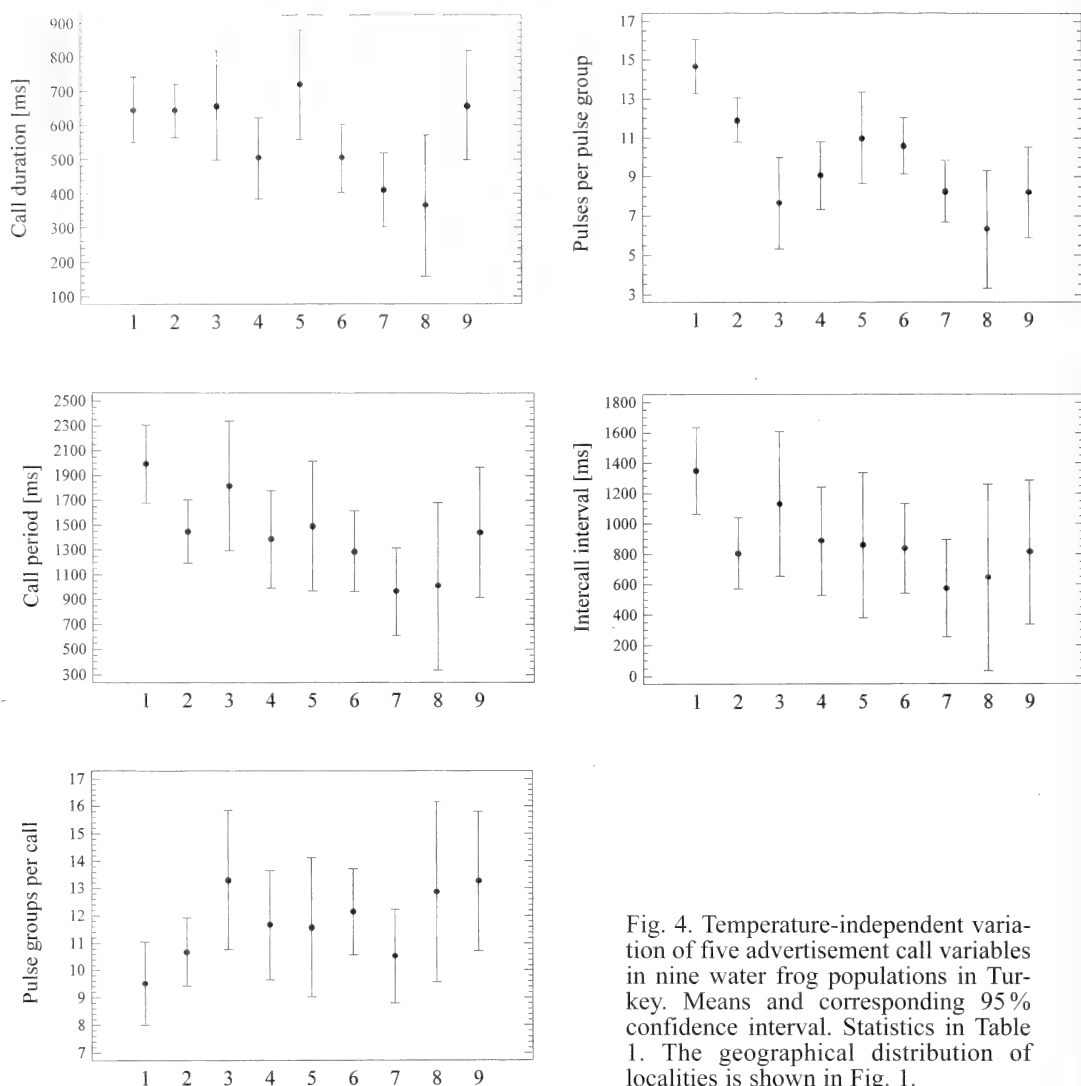 Call duration [ms]
900
800
700
600
500
400
300
200
100
1 2 3 4 5 6 7 8 9
Pulses per pulse group
17
15
13
11
9
7
5
3
1 2 3 4 5 6 7 8 9
Call period [ms]
2500
2300
2100
1900
1700
1500
1300
1100
900
700
500
300
1 2 3 4 5 6 7 8 9
Intercall interval [ms]
1800
1600
1400
1200
1000
800
600
400
200
0
1 2 3 4 5 6 7 8 9
Pulse groups per call
17
16
15
14
13
12
11
10
9
8
7
1 2 3 4 5 6 7 8 9
Fig. 4. Temperature-independent varia-
tion of five advertisement call variables
in nine water frog populations in Tur-
key. Means and corresponding 95 %
confidence interval. Statistics in Table
1. The geographical distribution of
localities is shown in Fig. 1.